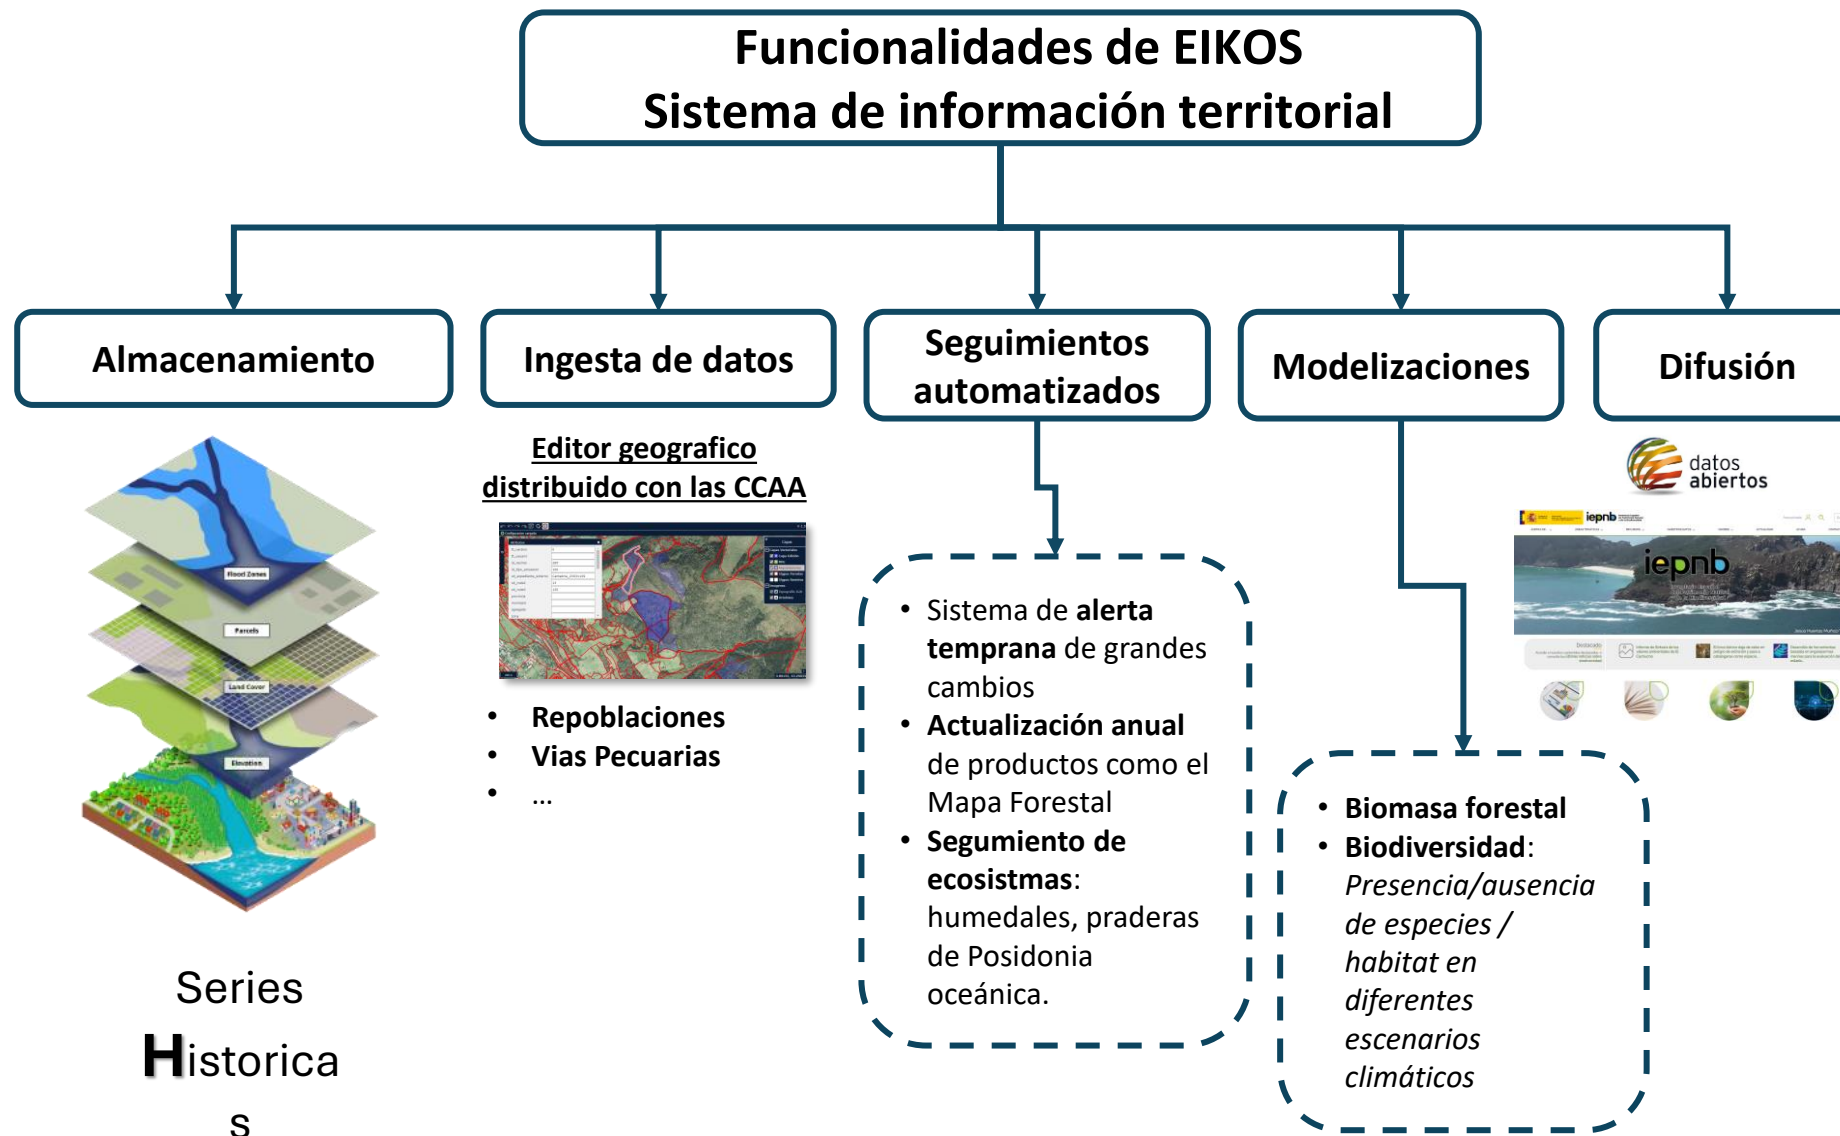 Funcionalidades de EIKOS
Sistema de información territorial
Almacenamiento
Ingesta de datos
Seguimientos
automatizados
Modelizaciones
Difusión
Flood Zones
Parcels
Land Cover
Elevation
Series
Historica
s
Editor geografico
distribuido con las CCAA
• Repoblaciones
• Vias Pecuarias
• ...
• Sistema de alerta
temprana de grandes
cambios
• Actualización anual
de productos como el
Mapa Forestal
• Segumiento de
ecosistmas:
humedales, praderas
de Posidonia
oceánica.
• Biomasa forestal
• Biodiversidad:
Presencia/ausencia
de especies /
habitat en
diferentes
escenarios
climáticos
datos
abiertos
iepnb
iepnb